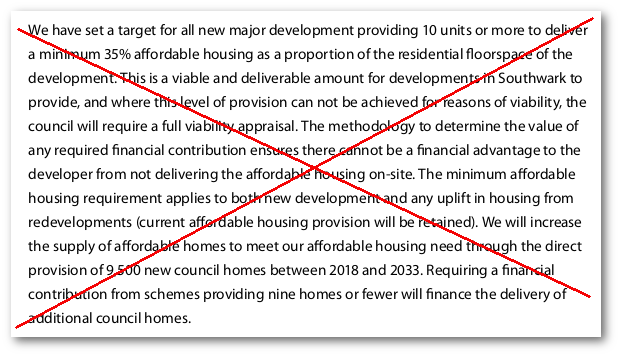 We have set a target for all new major development providing 10 units or more to deliver
a minimum 35% affordable housing as a proportion of the residential floorspace of the
development. This is a viable and deliverable amount for developments in Southwark to
provide, and where this level of provision can not be achieved for reasons of viability, the
council will require a full viability appraisal. The methodology to determine the value of
any required financial contribution ensures there cannot be a financial advantage to the
developer from not delivering the affordable housing on-site. The minimum affordable
housing requirement applies to both new development and any uplift in housing from
redevelopments (current affordable housing provision will be retained). We will increase
the supply of affordable homes to meet our affordable housing need through the direct
provision of 9,500 new council homes between 2018 and 2033. Requiring a financial
contribution from schemes providing nine homes or fewer will finance the delivery of
additional council homes.